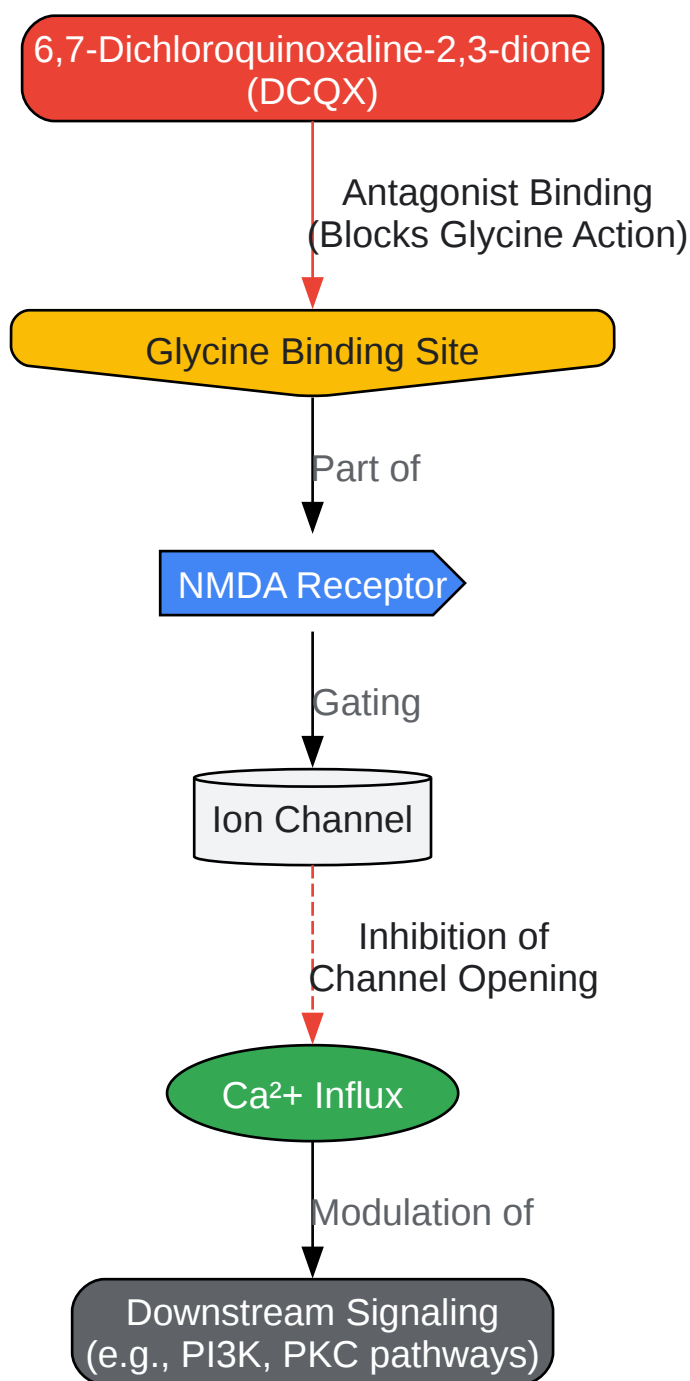 6,7-Dichloroquinoxaline-2,3-dione
(DCQX)
Antagonist Binding
(Blocks Glycine Action)
Glycine Binding Site
Part of
NMDA Receptor
Gating
Ion Channel
Inhibition of
Channel Opening
Ca²+ Influx
Modulation of
Downstream Signaling
(e.g., PI3K, PKC pathways)